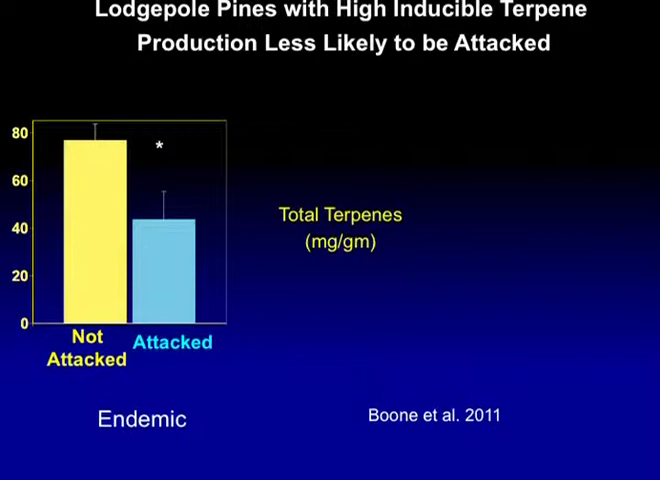 Lodgepole Pines with High Inducible Terpene
Production Less Likely to be Attacked
80
60
40
20
0
*
Not
Attacked
Attacked
Total Terpenes
(mg/gm)
Endemic
Boone et al. 2011